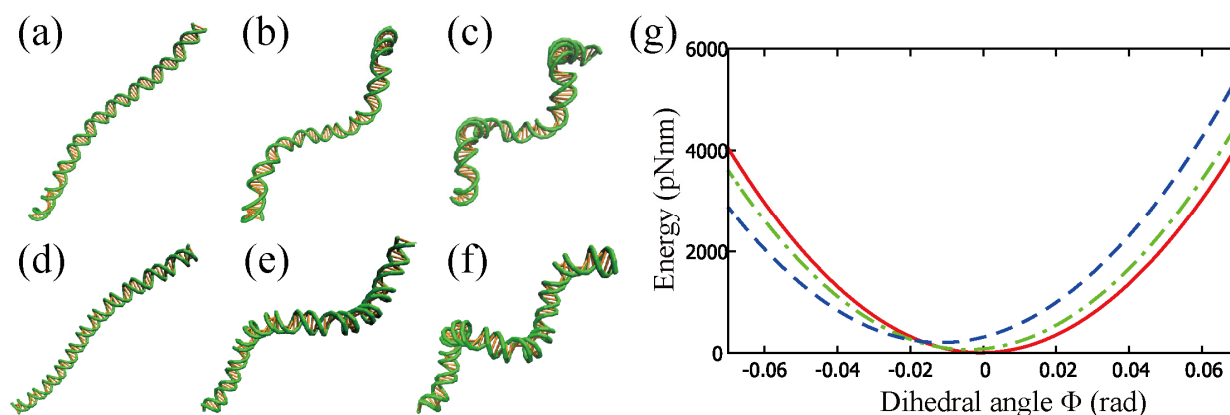 (a)
(b)
(c)
(g)
(d)
(e)
(f)
6000
4000
2000
0
Energy (pNnm)
-0.06
-0.04
-0.02
0
0.02
0.04
0.06
Dihedral angle Φ (rad)